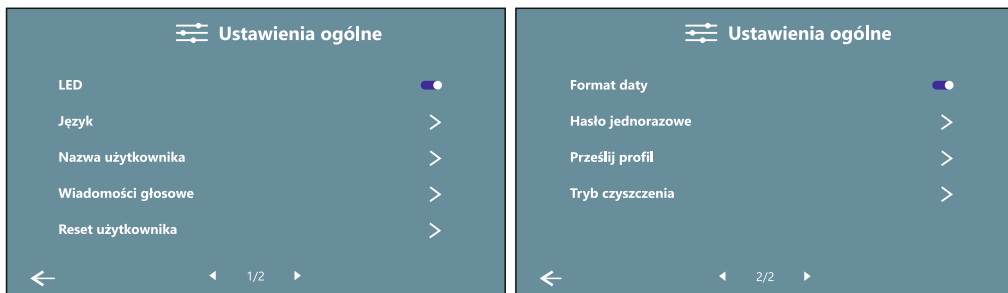 Ustawienia ogólne
LED
Język
Nazwa użytkownika
Wiadomości głosowe
Reset użytkownika
1/2
Ustawienia ogólne
Format daty
Hasło jednorazowe
Prześlij profil
Tryb czyszczenia
2/2